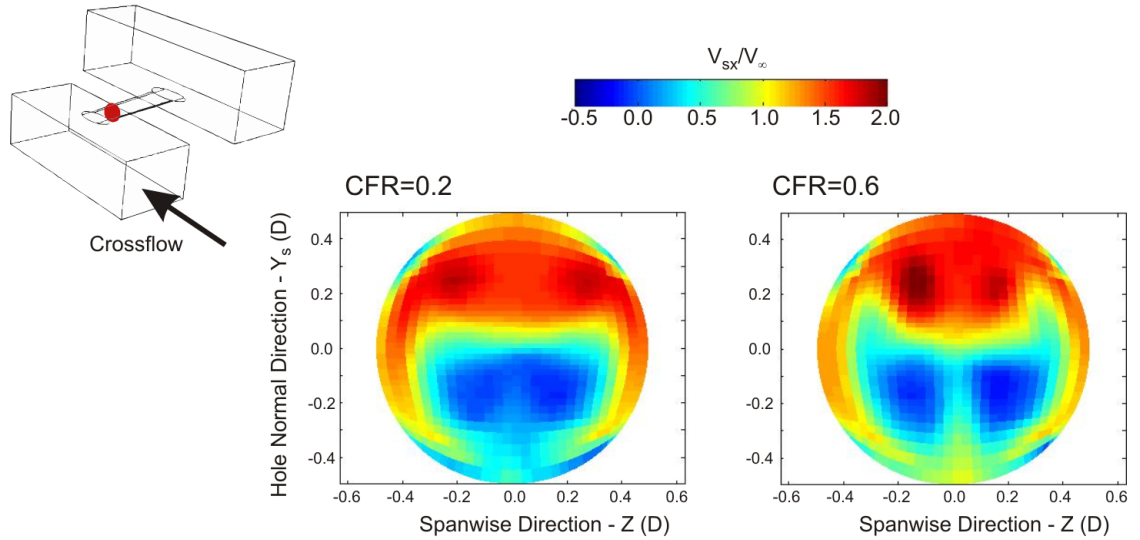 V_sx/V_∞
-0.5 0.0 0.5 1.0 1.5 2.0
Crossflow
CFR=0.2
Hole Normal Direction - Y_s (D)
0.4
0.2
0.0
-0.2
-0.4
-0.6 -0.4 -0.2 0.0 0.2 0.4 0.6
Spanwise Direction - Z (D)
CFR=0.6
0.4
0.2
0.0
-0.2
-0.4
-0.6 -0.4 -0.2 0.0 0.2 0.4 0.6
Spanwise Direction - Z (D)